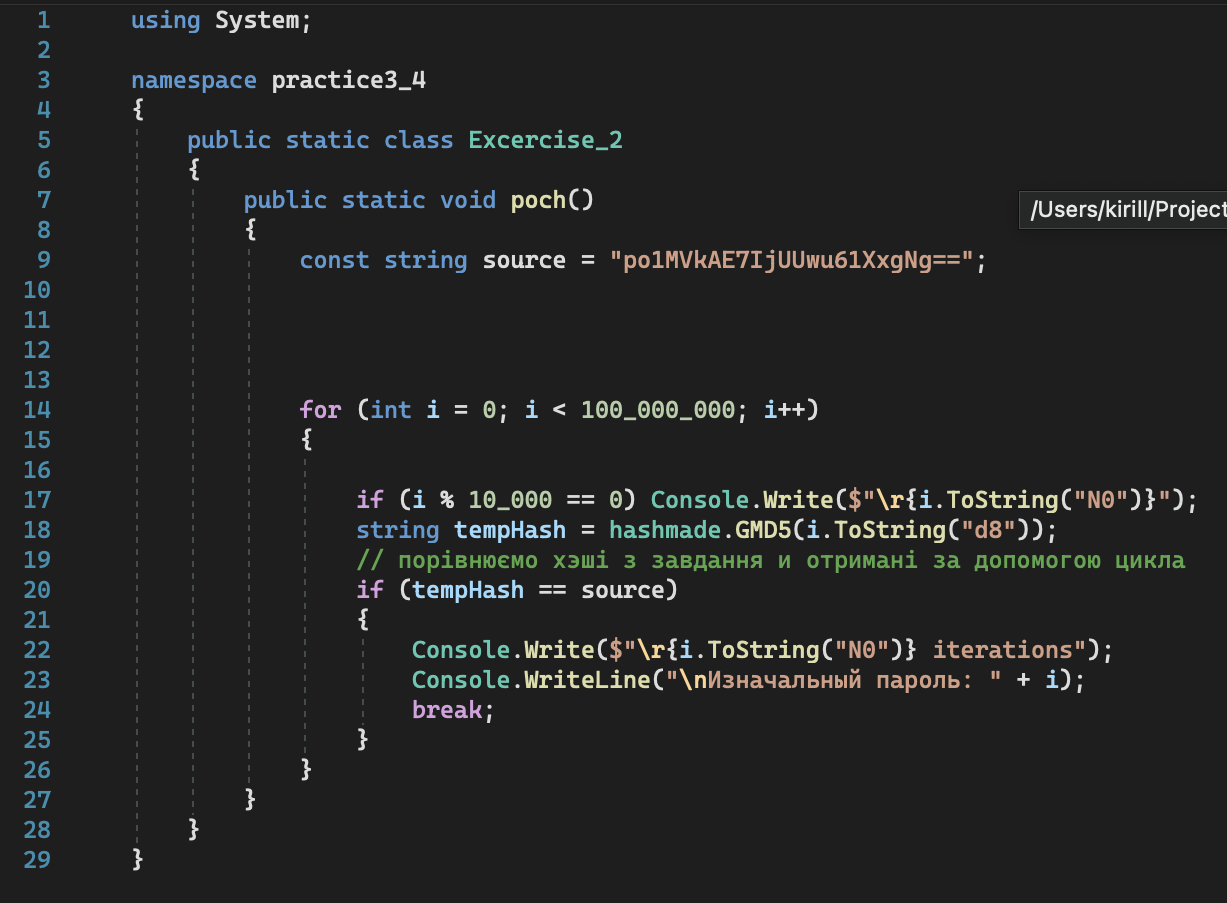 1 using System;
2
3 namespace practice3_4
4 {
5 public static class Excercise_2
6 {
7 public static void poch()
/Users/kirill/Project
8 {
9 const string source = "po1MVkAE7IjUUwu61XxgNg==";
10
11
12
13
14 for (int i = 0; i < 100_000_000; i++)
15 {
16
17 if (i % 10_000 == 0) Console.Write($"\r{i.ToString("N0")}");
18 string tempHash = hashmade.GMD5(i.ToString("d8"));
19 // порівнюємо хэші з завдання и отримані за допомогою цикла
20 if (tempHash == source)
21 {
22 Console.Write($"\r{i.ToString("N0")} iterations");
23 Console.WriteLine("\nИзначальный пароль: " + i);
24 break;
25 }
26 }
27 }
28 }
29 }